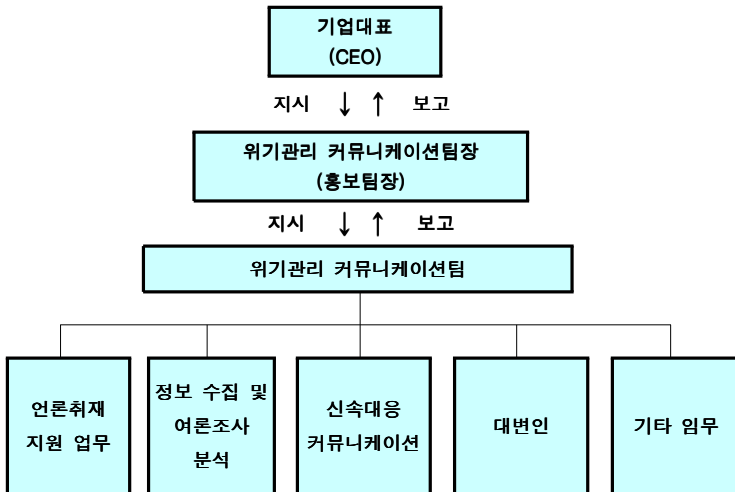 기업대표
(CEO)
지시 ↓ ↑ 보고
위기관리 커뮤니케이션팀장
(홍보팀장)
지시 ↓ ↑ 보고
위기관리 커뮤니케이션팀
언론취재
지원 업무
정보 수집 및
여론조사
분석
신속대응
커뮤니케이션
대변인
기타 임무